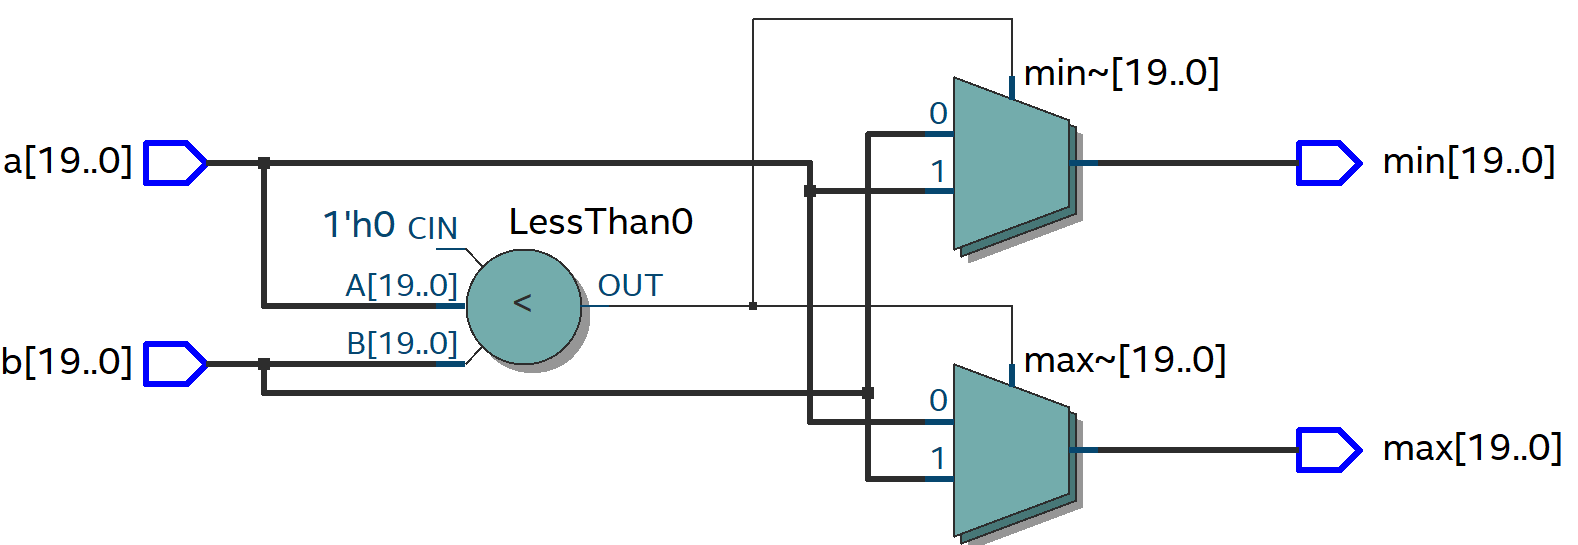 min~[19..0]
0
a[19..0]
1
min[19..0]
1'h0 CIN
LessThan0
A[19..0]
<
OUT
B[19..0]
b[19..0]
max~[19..0]
0
1
max[19..0]